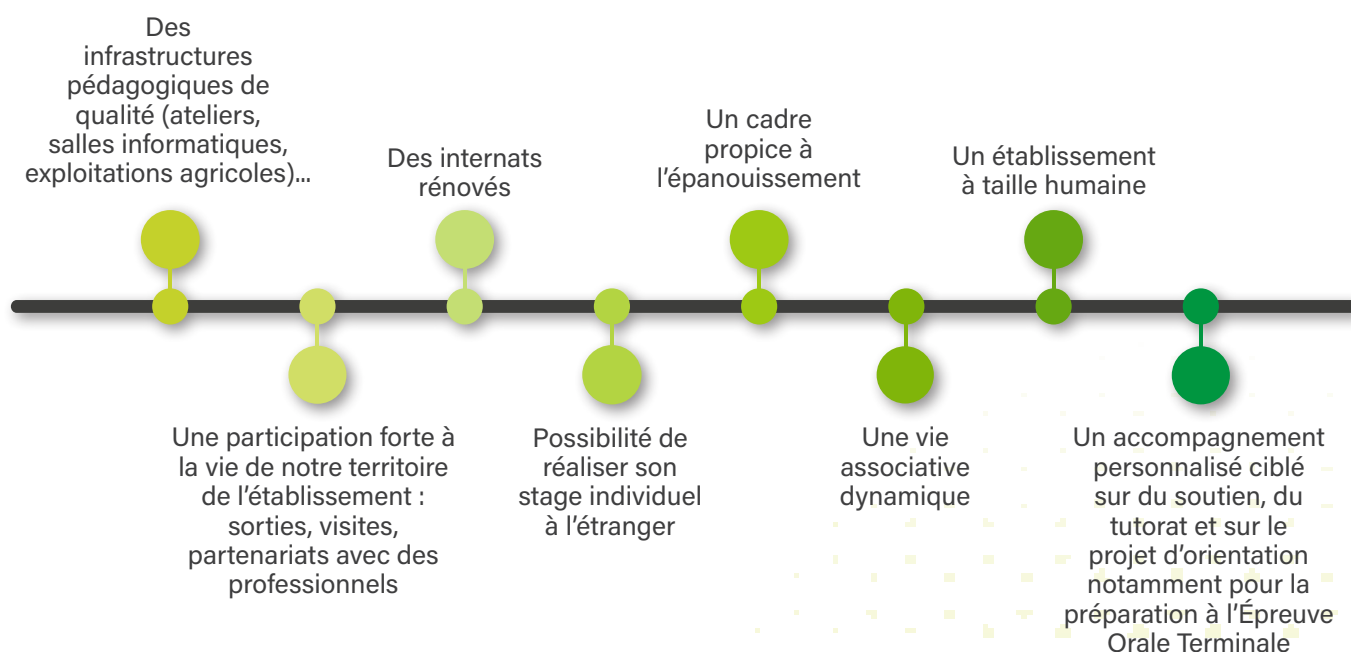 Des
infrastructures
pédagogiques de
qualité (ateliers,
salles informatiques,
exploitations agricoles)...
Une participation forte à
la vie de notre territoire
de l’établissement :
sorties, visites,
partenariats avec des
professionnels
Des internats
rénovés
Possibilité de
réaliser son
stage individuel
à l’étranger
Un cadre
propice à
l’épanouissement
Une vie
associative
dynamique
Un établissement
à taille humaine
Un accompagnement
personnalisé ciblé
sur du soutien, du
tutorat et sur le
projet d’orientation
notamment pour la
préparation à l’Épreuve
Orale Terminale